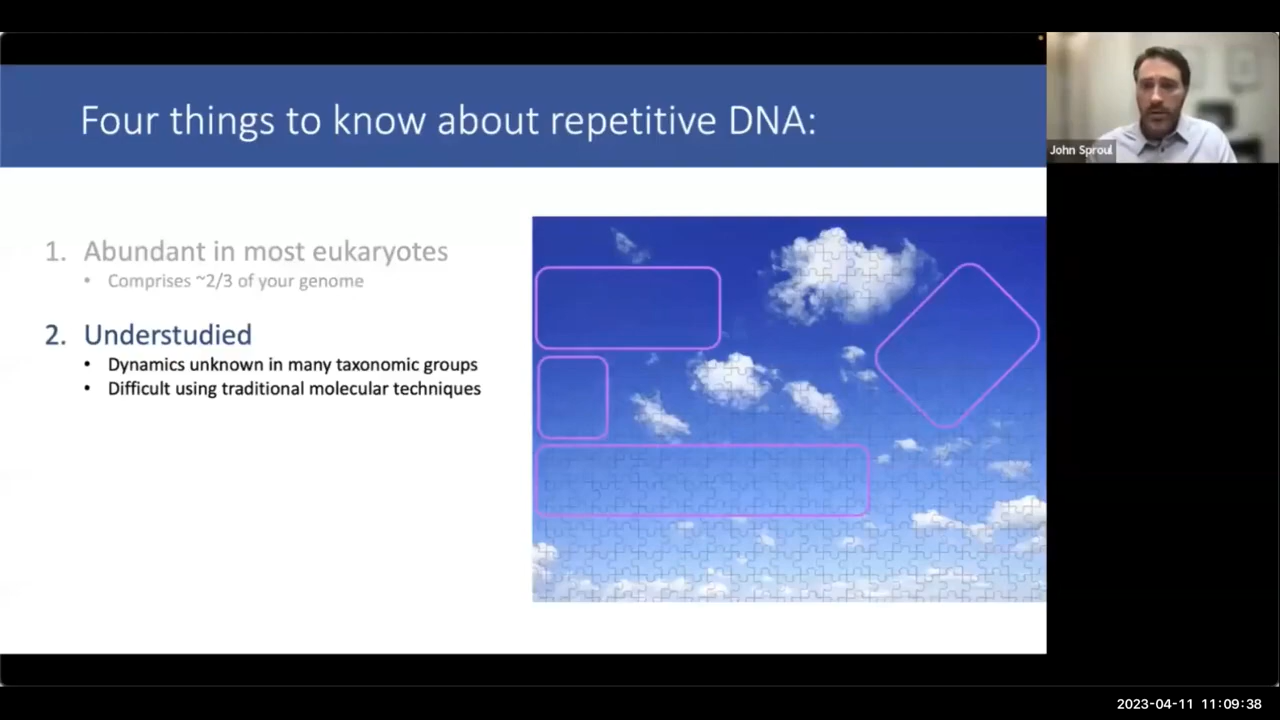 Four things to know about repetitive DNA:
John Sproul
1. Abundant in most eukaryotes
• Comprises ~2/3 of your genome
2. Understudied
• Dynamics unknown in many taxonomic groups
• Difficult using traditional molecular techniques
2023-04-11 11:09:38